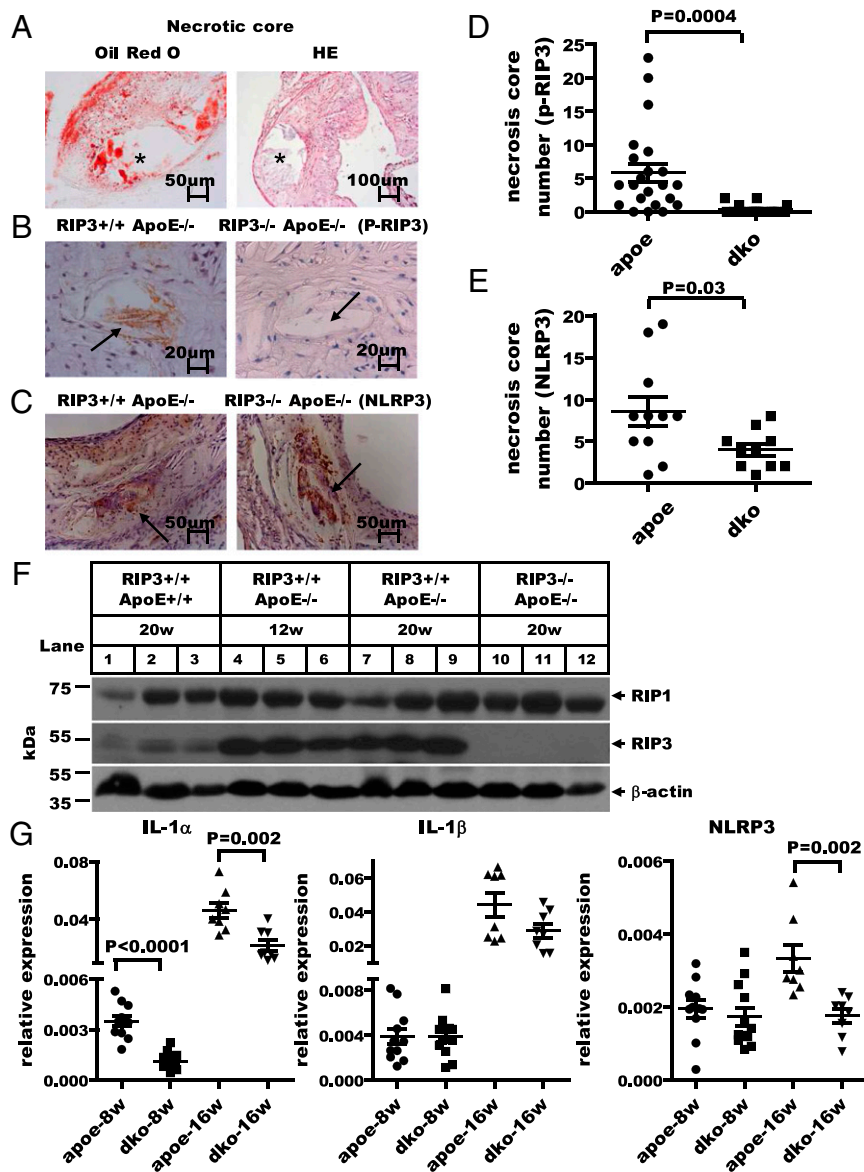 A
Necrotic core
Oil Red O HE
* *
50um 100um
B
RIP3+/+ ApoE-/- RIP3-/- ApoE-/- (P-RIP3)
20um 20um
C
RIP3+/+ ApoE-/- RIP3-/- ApoE-/- (NLRP3)
50um 50um
D
P=0.0004
necrosis core
number (p-RIP3)
25
20
15
10
5
0
apoe dko
E
P=0.03
necrosis core
number (NLRP3)
20
15
10
5
0
apoe dko
F
RIP3+/+ RIP3+/+ RIP3+/+ RIP3-/-
ApoE+/+ ApoE-/- ApoE-/- ApoE-/-
20w 12w 20w 20w
Lane 1 2 3 4 5 6 7 8 9 10 11 12
kDa
75 RIP1
55 RIP3
55
35 β-actin
G
IL-1α
relative expression
P=0.002
P<0.0001
0.08
0.04
0.006
0.003
0.000
apoe-8w dko-8w apoe-16w dko-16w
IL-1β
relative expression
0.06
0.04
0.02
0.008
0.004
0.000
apoe-8w dko-8w apoe-16w dko-16w
NLRP3
relative expression
P=0.002
0.006
0.004
0.002
0.000
apoe-8w dko-8w apoe-16w dko-16w